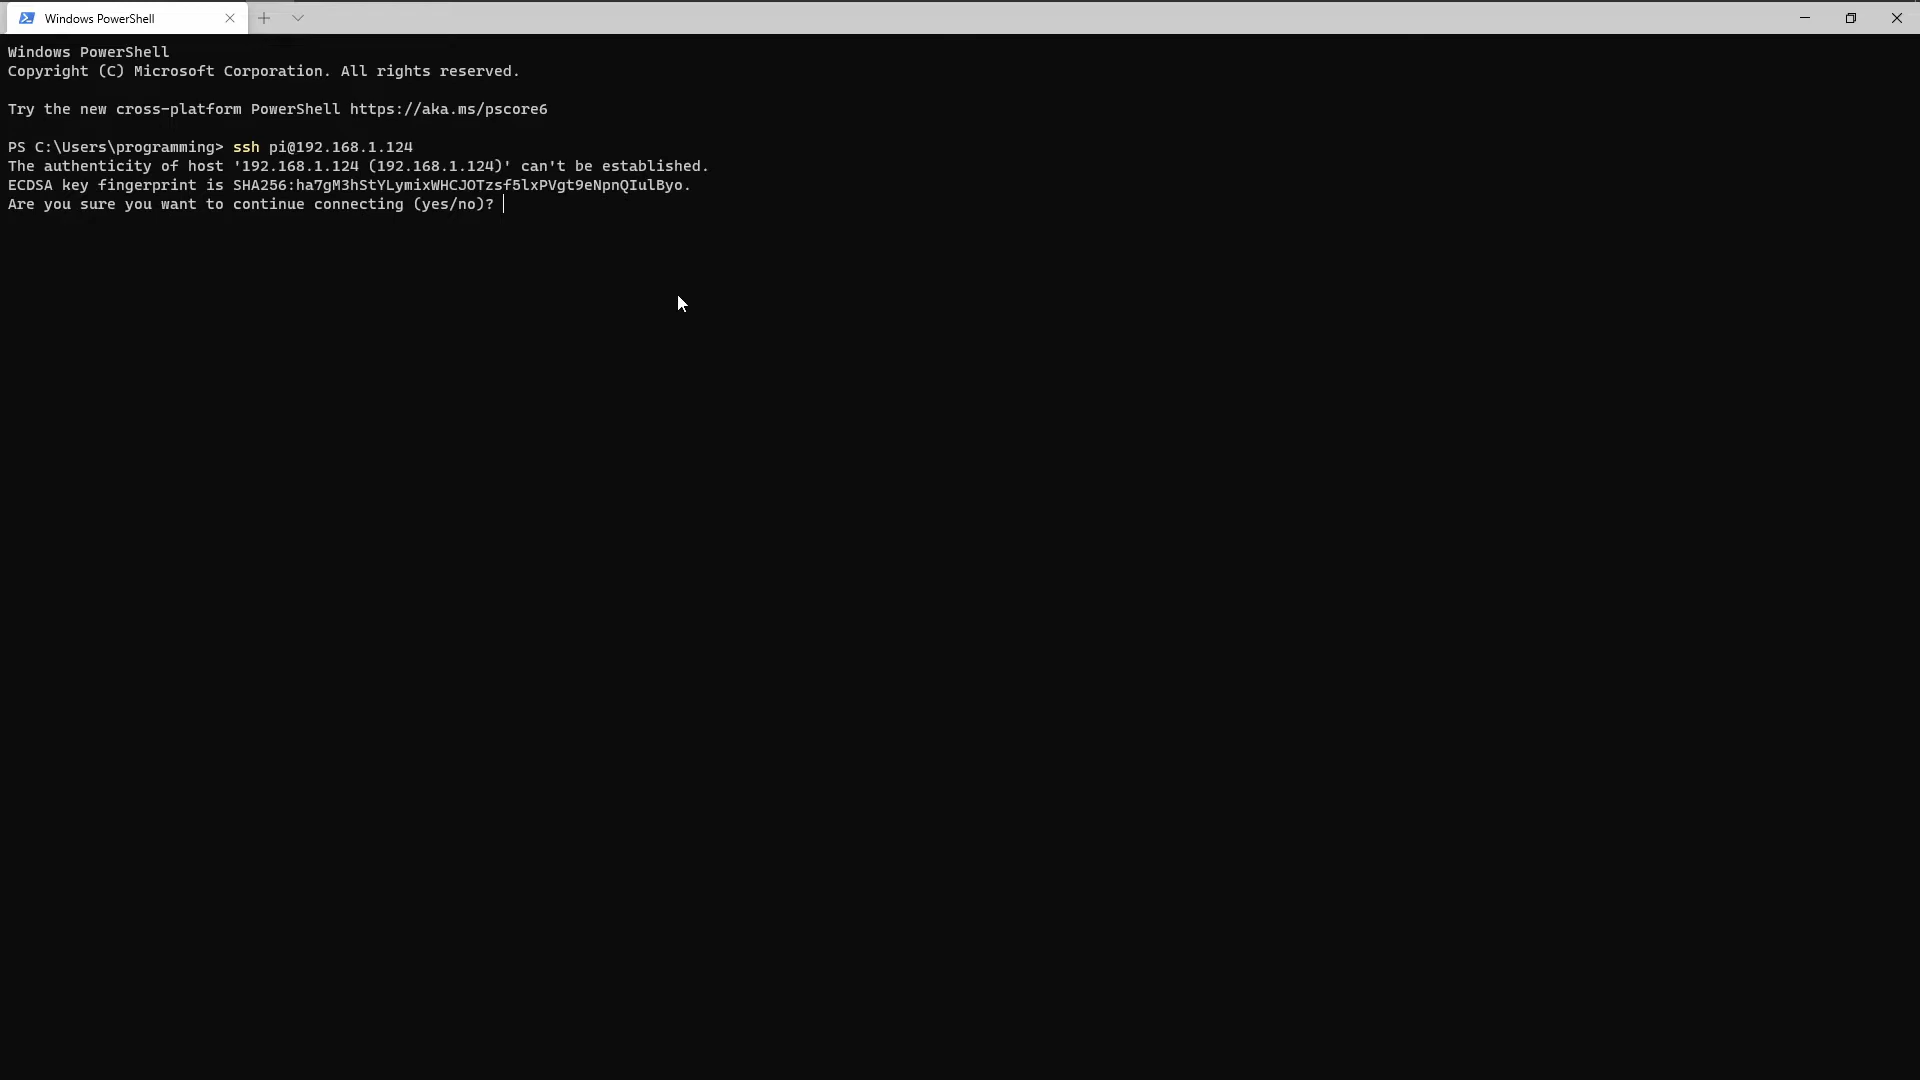 Windows PowerShell
Windows PowerShell
Copyright (C) Microsoft Corporation. All rights reserved.
Try the new cross-platform PowerShell https://aka.ms/pscore6
PS C:\Users\programming> ssh pi@192.168.1.124
The authenticity of host '192.168.1.124 (192.168.1.124)' can't be established.
ECDSA key fingerprint is SHA256:ha7gM3hStYLymixWHCJOTzsf5lxPVgt9eNpnQIulByo.
Are you sure you want to continue connecting (yes/no)?